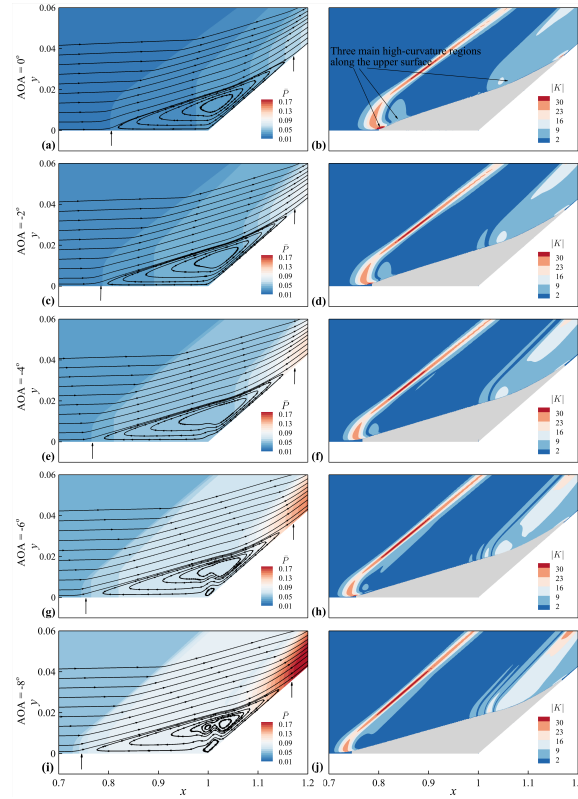 0.06
0.04
0.02
0
AOA = 0°
y
P̄
0.17
0.13
0.09
0.05
0.01
(a)
Three main high-curvature regions
along the upper surface
|K|
30
23
16
9
2
(b)
0.06
0.04
0.02
0
AOA = -2°
y
P̄
0.17
0.13
0.09
0.05
0.01
(c)
|K|
30
23
16
9
2
(d)
0.06
0.04
0.02
0
AOA = -4°
y
P̄
0.17
0.13
0.09
0.05
0.01
(e)
|K|
30
23
16
9
2
(f)
0.06
0.04
0.02
0
AOA = -6°
y
P̄
0.17
0.13
0.09
0.05
0.01
(g)
|K|
30
23
16
9
2
(h)
0.06
0.04
0.02
0
AOA = -8°
y
P̄
0.17
0.13
0.09
0.05
0.01
(i)
0.7 0.8 0.9 1.0 1.1 1.2
x
|K|
30
23
16
9
2
(j)
0.7 0.8 0.9 1.0 1.1 1.2
x